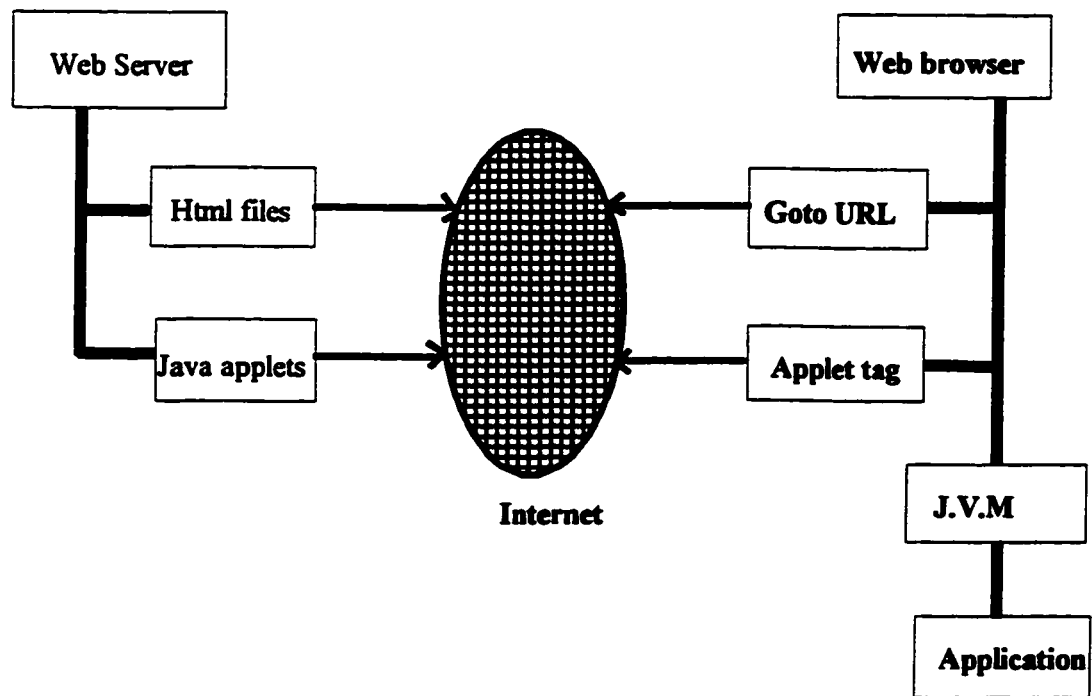 Web Server
Web browser
Html files
Goto URL
Java applets
Applet tag
Internet
J.V.M
Application